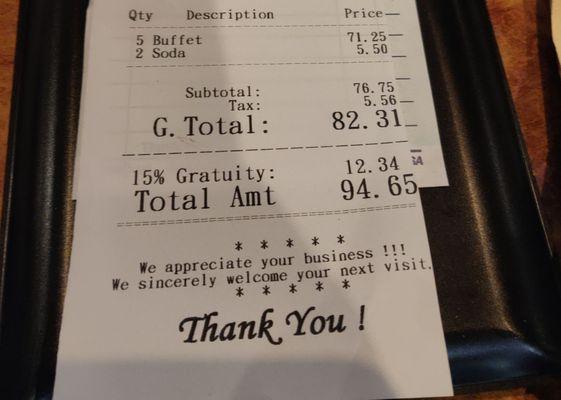 Qty Description Price
5 Buffet 71.25
2 Soda 5.50
Subtotal: 76.75
Tax: 5.56
G. Total: 82.31
15% Gratuity: 12.34
Total Amt 94.65
* * * * *
We appreciate your business !!!
We sincerely welcome your next visit.
* * * * *
Thank You !